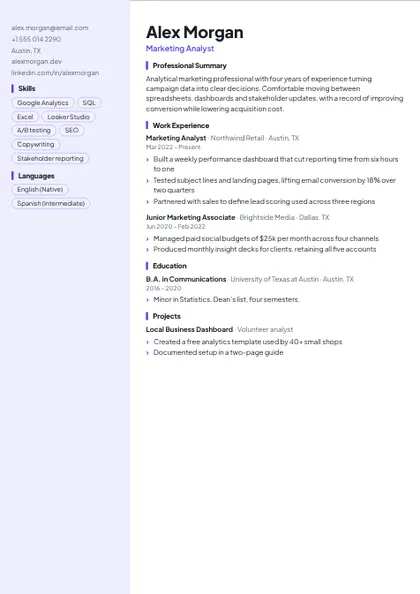 alex.morgan@email.com
+1 555 014 2290
Austin, TX
alexmorgan.dev
linkedin.com/in/alexmorgan
Skills
Google Analytics
SQL
Excel
Looker Studio
A/B testing
SEO
Copywriting
Stakeholder reporting
Languages
English (Native)
Spanish (Intermediate)
Alex Morgan
Marketing Analyst
Professional Summary
Analytical marketing professional with four years of experience turning
campaign data into clear decisions. Comfortable moving between
spreadsheets, dashboards and stakeholder updates, with a record of improving
conversion while lowering acquisition cost.
Work Experience
Marketing Analyst · Northwind Retail · Austin, TX
Mar 2022 – Present
› Built a weekly performance dashboard that cut reporting time from six hours
to one
› Tested subject lines and landing pages, lifting email conversion by 18% over
two quarters
› Partnered with sales to define lead scoring used across three regions
Junior Marketing Associate · Brightside Media · Dallas, TX
Jun 2020 – Feb 2022
› Managed paid social budgets of $25k per month across four channels
› Produced monthly insight decks for clients, retaining all five accounts
Education
B.A. in Communications · University of Texas at Austin · Austin, TX
2016 – 2020
› Minor in Statistics. Dean's list, four semesters.
Projects
Local Business Dashboard · Volunteer analyst
› Created a free analytics template used by 40+ small shops
› Documented setup in a two-page guide